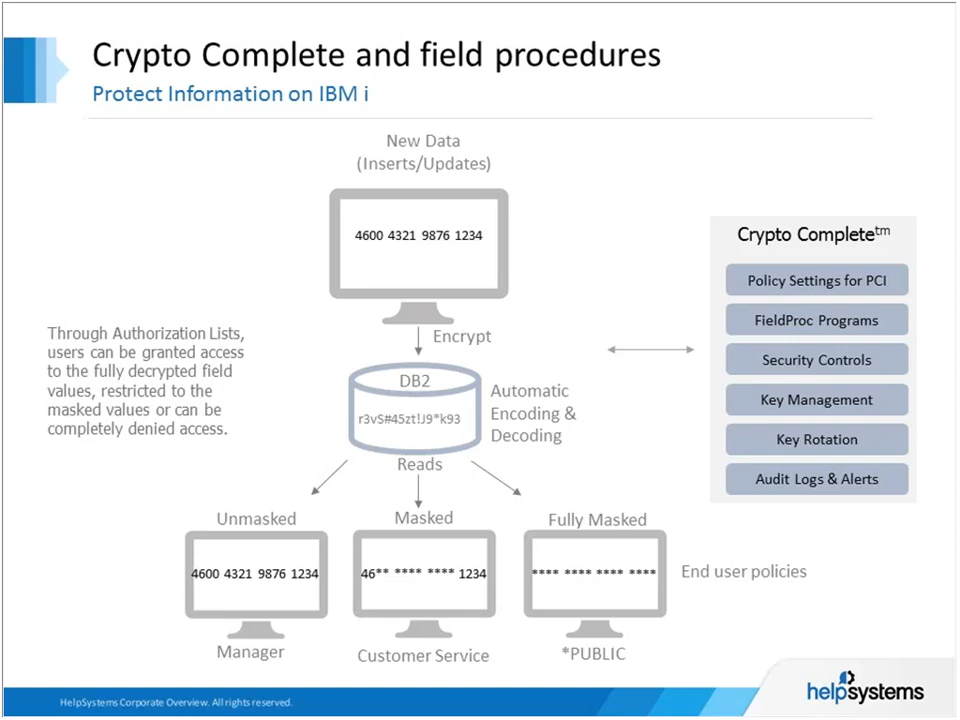 Crypto Complete and field procedures
Protect Information on IBM i
New Data
(Inserts/Updates)
4600 4321 9876 1234
Encrypt
Through Authorization Lists,
users can be granted access
to the fully decrypted field
values, restricted to the
masked values or can be
completely denied access.
DB2
r3vS#45zt!J9*k93
Automatic
Encoding &
Decoding
Reads
Unmasked
4600 4321 9876 1234
Manager
Masked
46** **** **** 1234
Customer Service
Fully Masked
**** **** **** ****
*PUBLIC
End user policies
Crypto Complete™
Policy Settings for PCI
FieldProc Programs
Security Controls
Key Management
Key Rotation
Audit Logs & Alerts
HelpSystems Corporate Overview. All rights reserved.
helpsystems